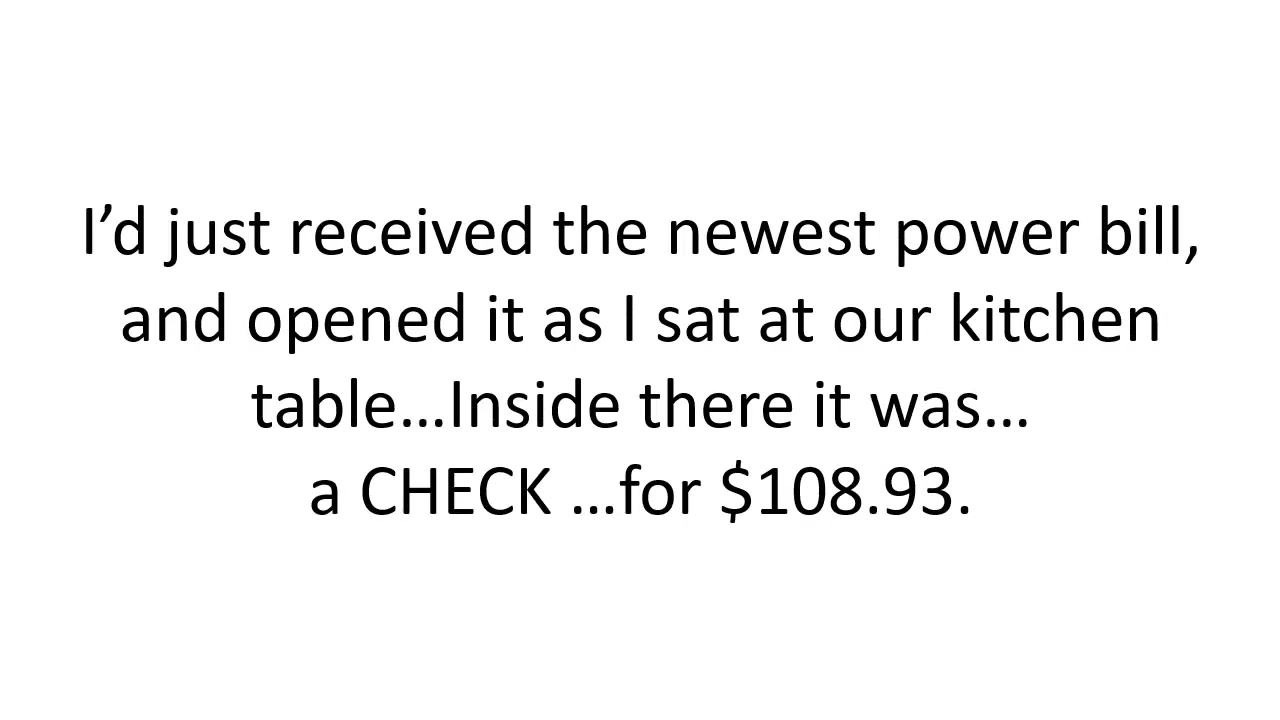 I’d just received the newest power bill,
and opened it as I sat at our kitchen
table…Inside there it was…
a CHECK …for $108.93.